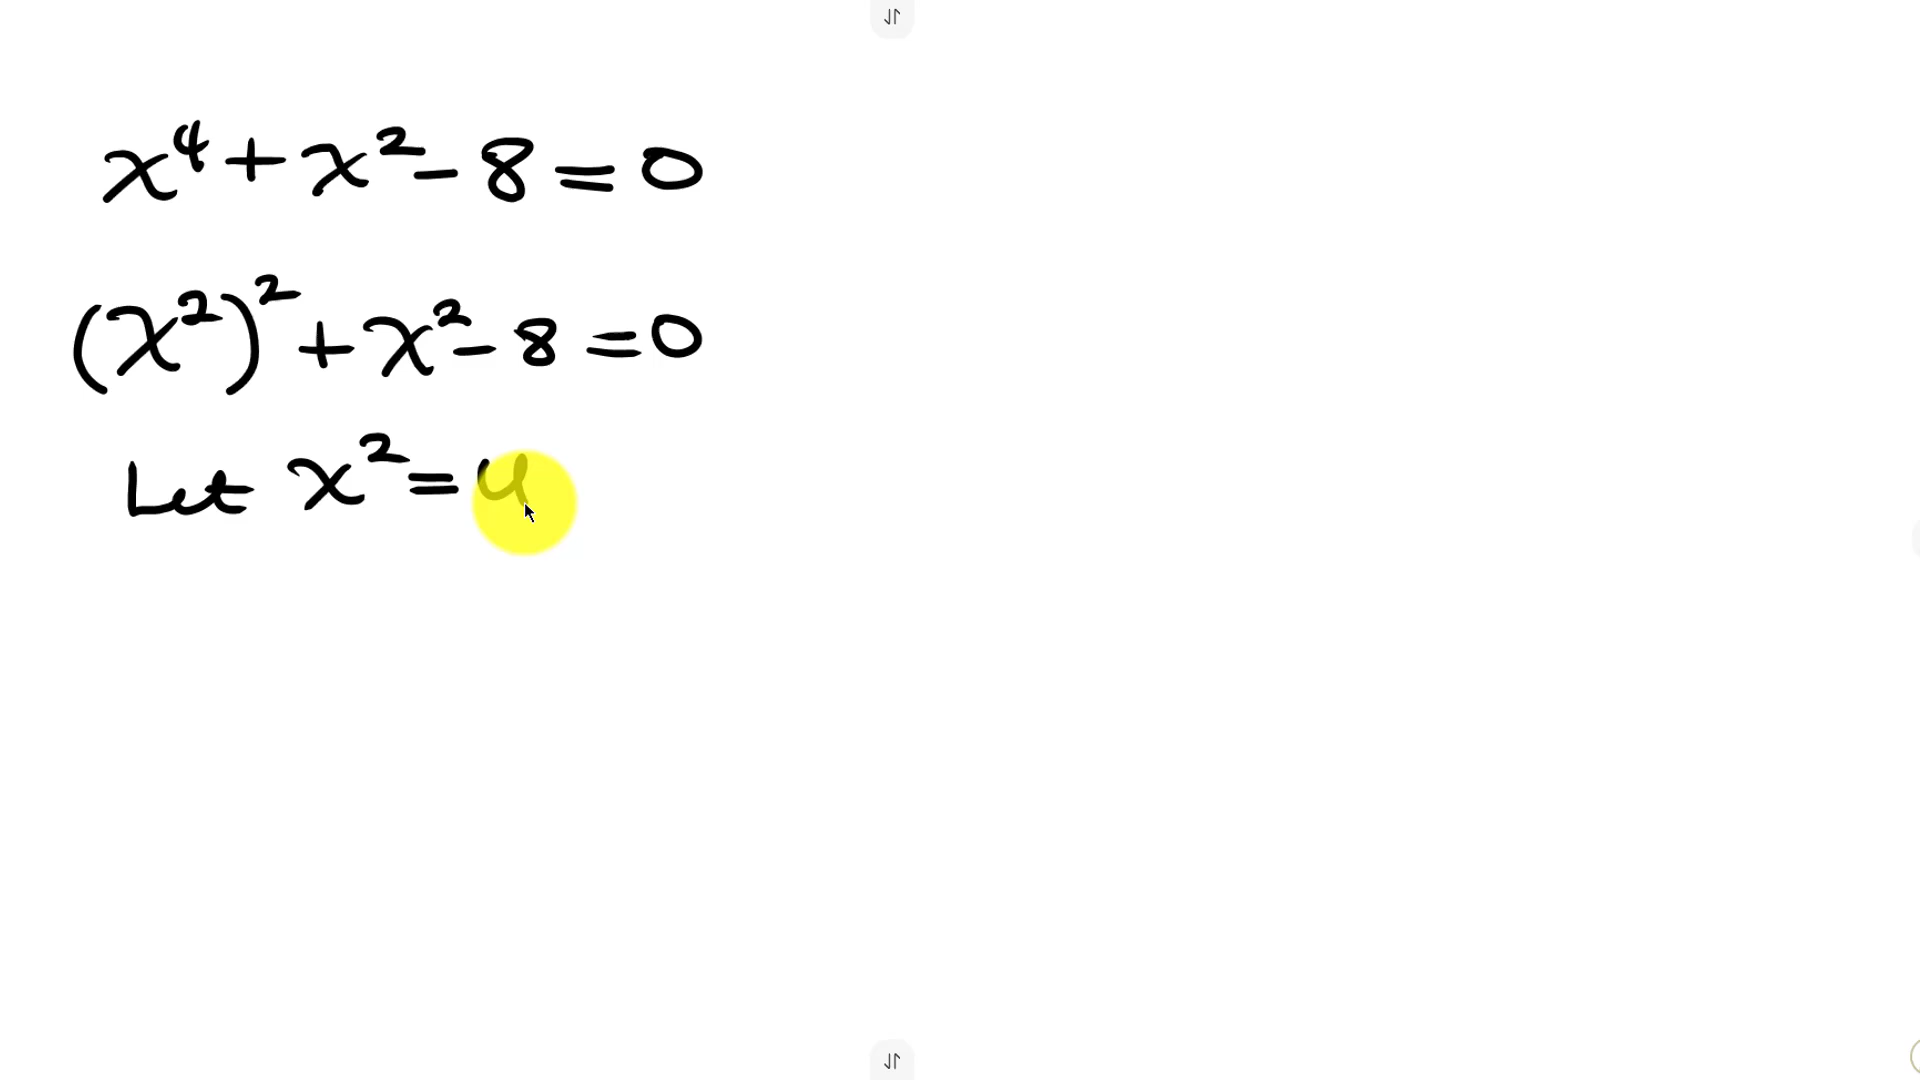 x⁴ + x² - 8 = 0
(x²)² + x² - 8 = 0
Let x² =